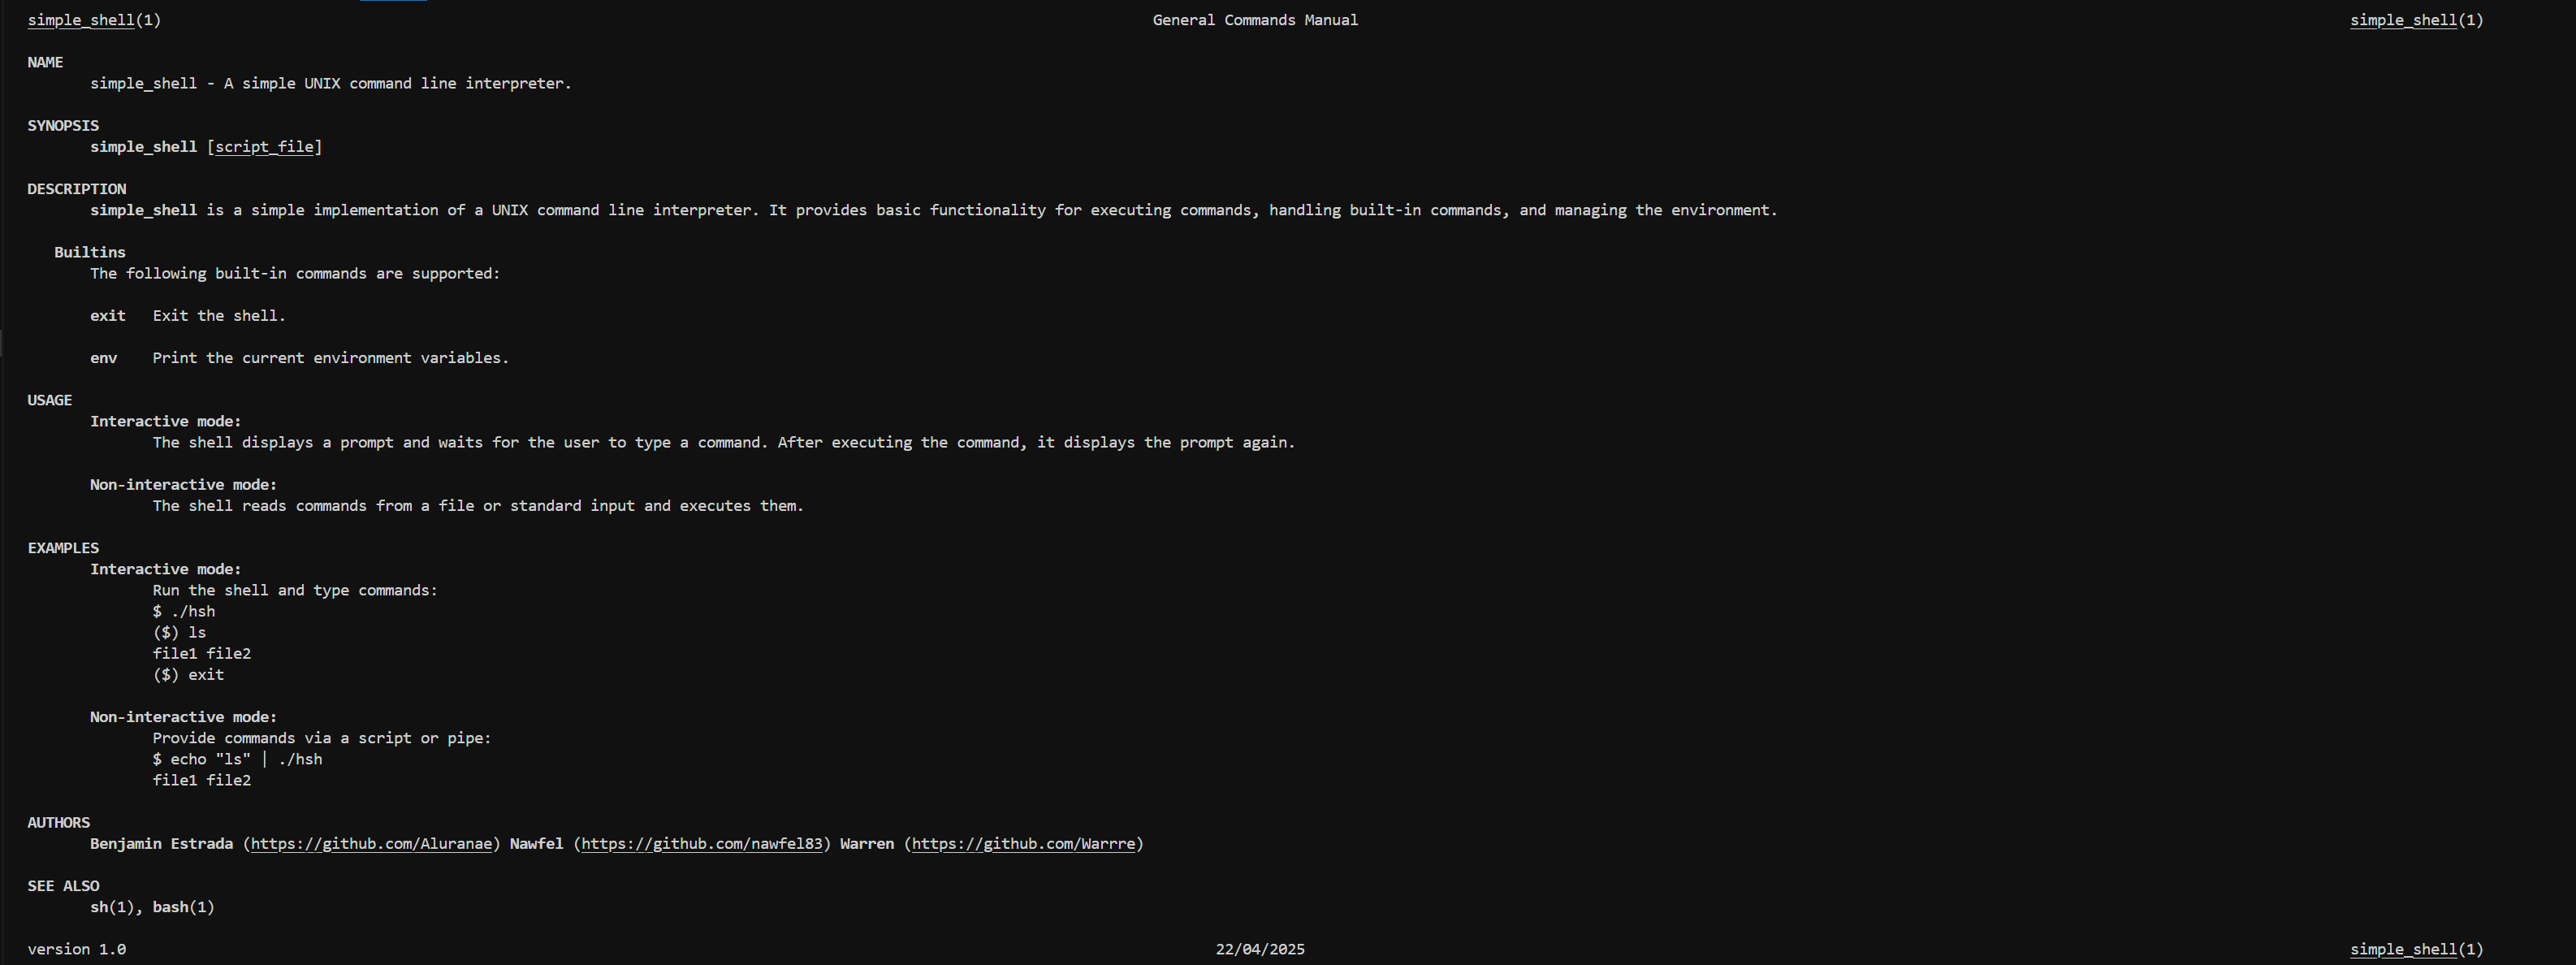 simple_shell(1) General Commands Manual simple_shell(1)
NAME
simple_shell - A simple UNIX command line interpreter.
SYNOPSIS
simple_shell [script_file]
DESCRIPTION
simple_shell is a simple implementation of a UNIX command line interpreter. It provides basic functionality for executing commands, handling built-in commands, and managing the environment.
Builtins
The following built-in commands are supported:
exit Exit the shell.
env Print the current environment variables.
USAGE
Interactive mode:
The shell displays a prompt and waits for the user to type a command. After executing the command, it displays the prompt again.
Non-interactive mode:
The shell reads commands from a file or standard input and executes them.
EXAMPLES
Interactive mode:
Run the shell and type commands:
$ ./hsh
($) ls
file1 file2
($) exit
Non-interactive mode:
Provide commands via a script or pipe:
$ echo "ls" | ./hsh
file1 file2
AUTHORS
Benjamin Estrada (https://github.com/Aluranae) Nawfel (https://github.com/nawfel83) Warren (https://github.com/Warrre)
SEE ALSO
sh(1), bash(1)
version 1.0 22/04/2025 simple_shell(1)